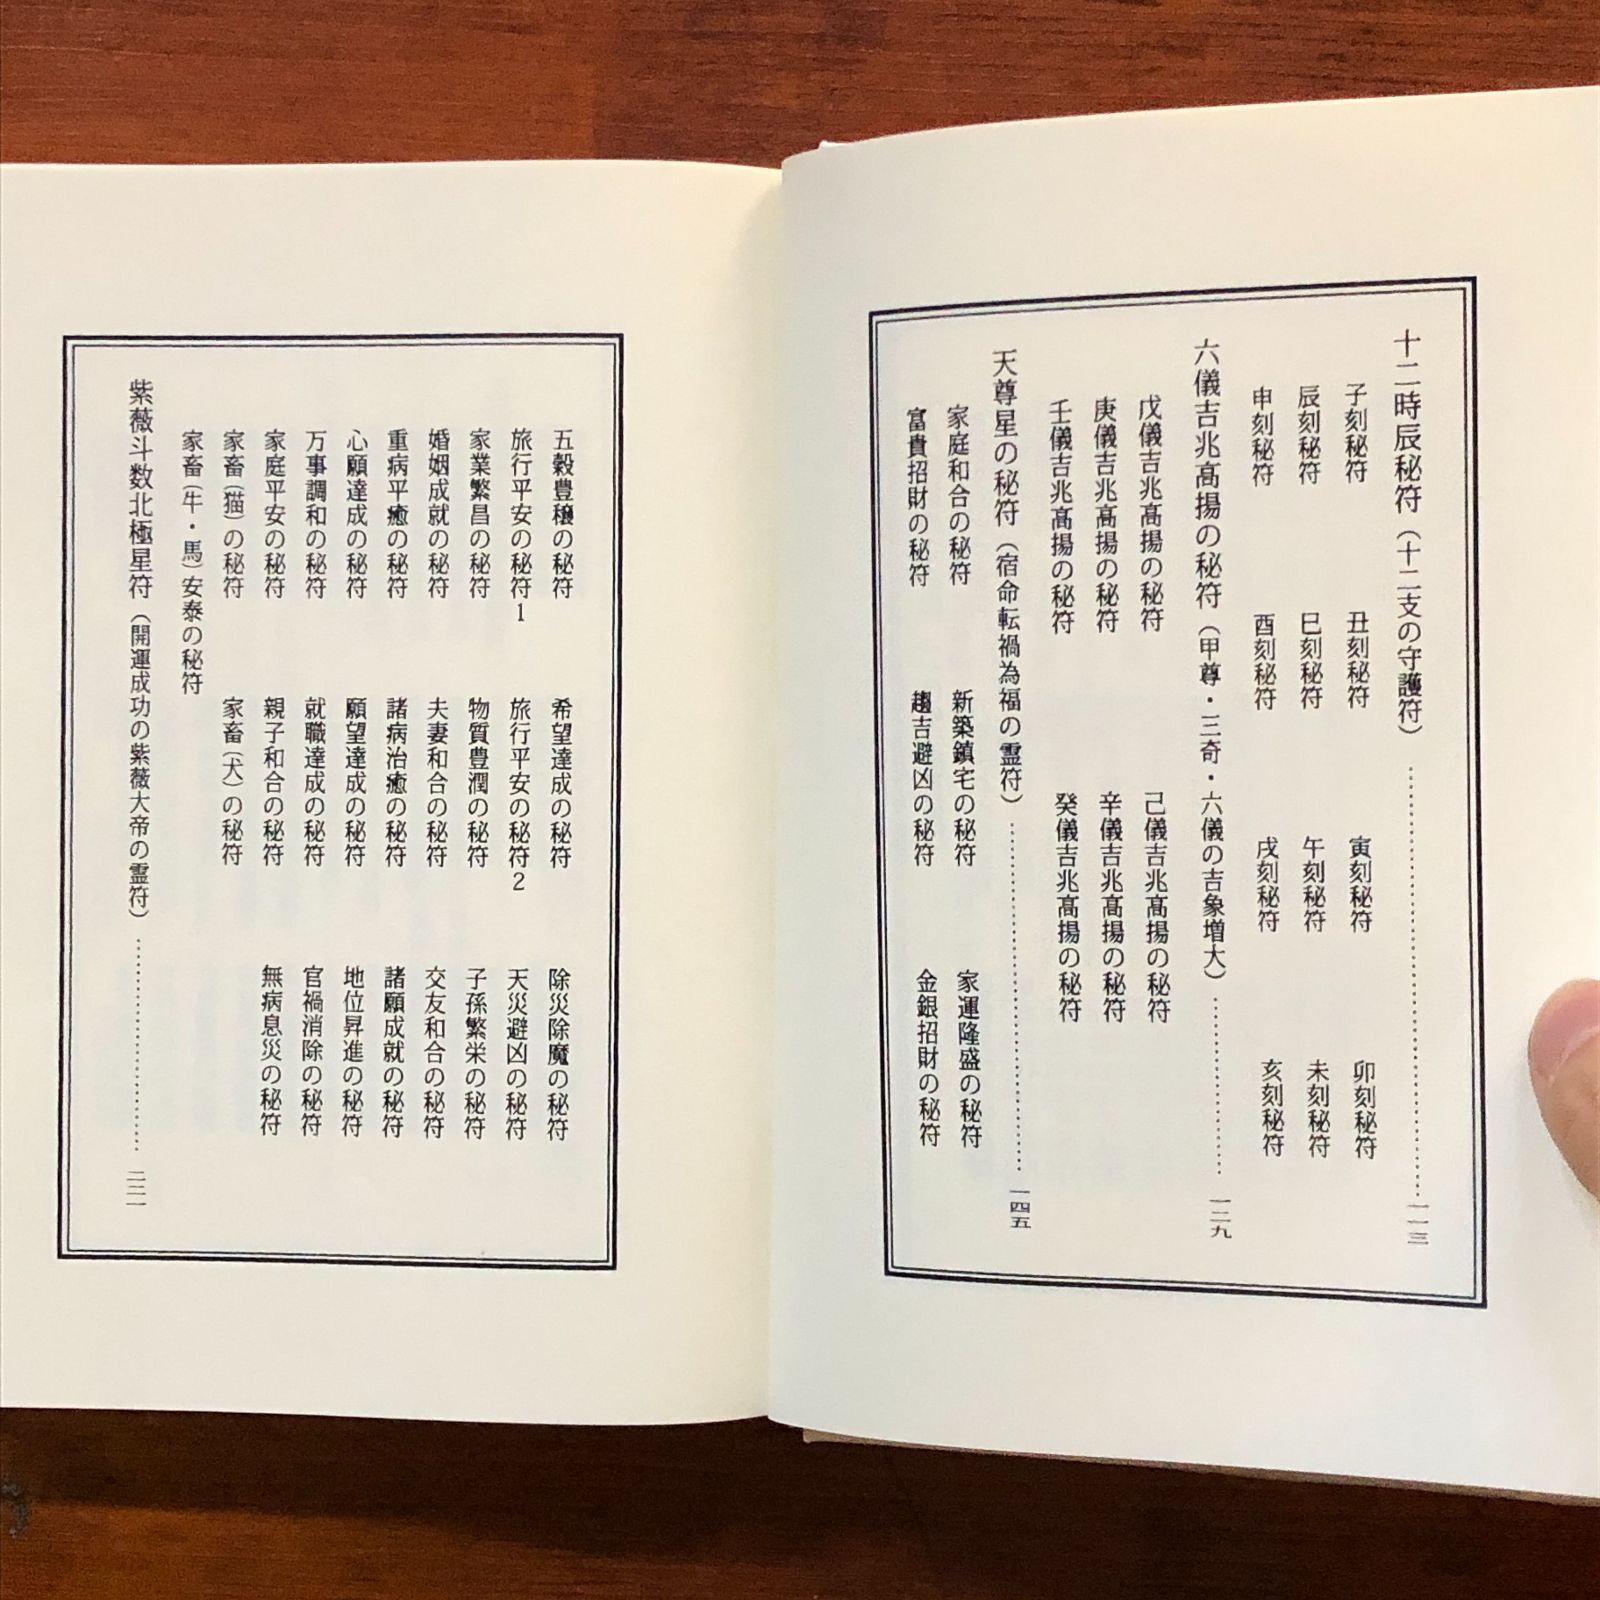 十二時辰秘符（十二支の守護符）………一一三
子刻秘符　丑刻秘符　寅刻秘符　卯刻秘符
辰刻秘符　巳刻秘符　午刻秘符　未刻秘符
申刻秘符　酉刻秘符　戌刻秘符　亥刻秘符
六儀吉兆髙揚の秘符（甲尊・三奇・六儀の吉象増大）………一二九
戊儀吉兆髙揚の秘符　己儀吉兆髙揚の秘符
庚儀吉兆髙揚の秘符　辛儀吉兆髙揚の秘符
壬儀吉兆髙揚の秘符　癸儀吉兆髙揚の秘符
天尊星の秘符（宿命転禍為福の霊符）………一四五
家庭和合の秘符　新築鎮宅の秘符　家運隆盛の秘符
富貴招財の秘符　趨吉避凶の秘符　金銀招財の秘符
五穀豊穣の秘符　希望達成の秘符　除災除魔の秘符
旅行平安の秘符1　旅行平安の秘符2　天災避凶の秘符
家業繁昌の秘符　物質豊潤の秘符　子孫繁栄の秘符
婚姻成就の秘符　夫妻和合の秘符　交友和合の秘符
重病平癒の秘符　諸病治癒の秘符　諸願成就の秘符
心願達成の秘符　願望達成の秘符　地位昇進の秘符
万事調和の秘符　就職達成の秘符　官禍消除の秘符
家庭平安の秘符　親子和合の秘符　無病息災の秘符
家畜（猫）の秘符　家畜（犬）の秘符
家畜（牛・馬）安泰の秘符
紫薇斗数北極星符（開運成功の紫薇大帝の霊符）………二二一